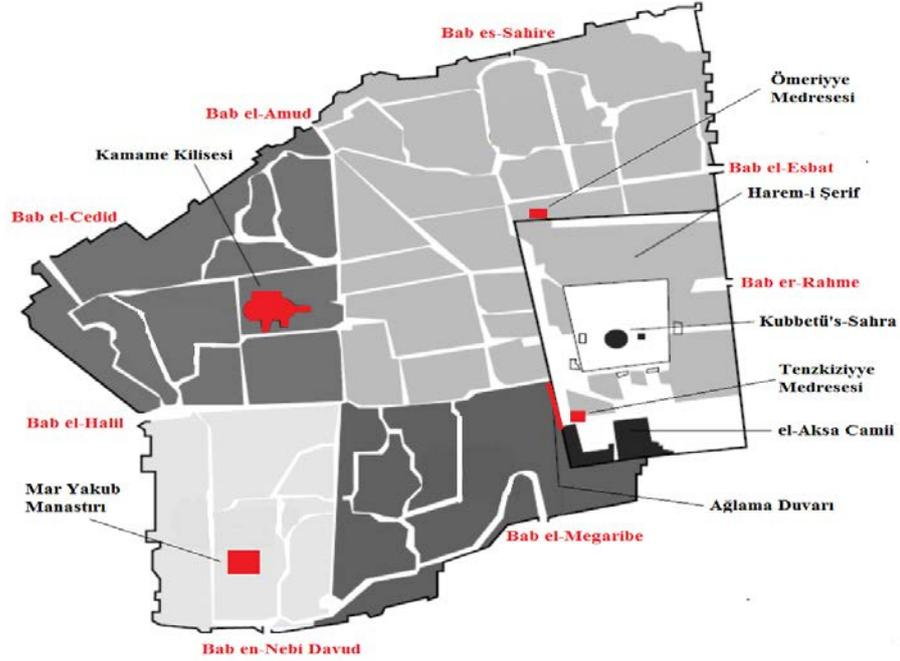 Bab es-Sahire
Ömeriyye
Medresesi
Bab el-Amud
Kamame Kilisesi
Bab el-Esbat
Harem-i Şerif
Bab el-Cedid
Bab er-Rahme
Kubbetü's-Sahra
Tenzkiziyye
Medresesi
Bab el-Halil
el-Aksa Camii
Mar Yakub
Manastırı
Ağlama Duvarı
Bab el-Megaribe
Bab en-Nebi Davud